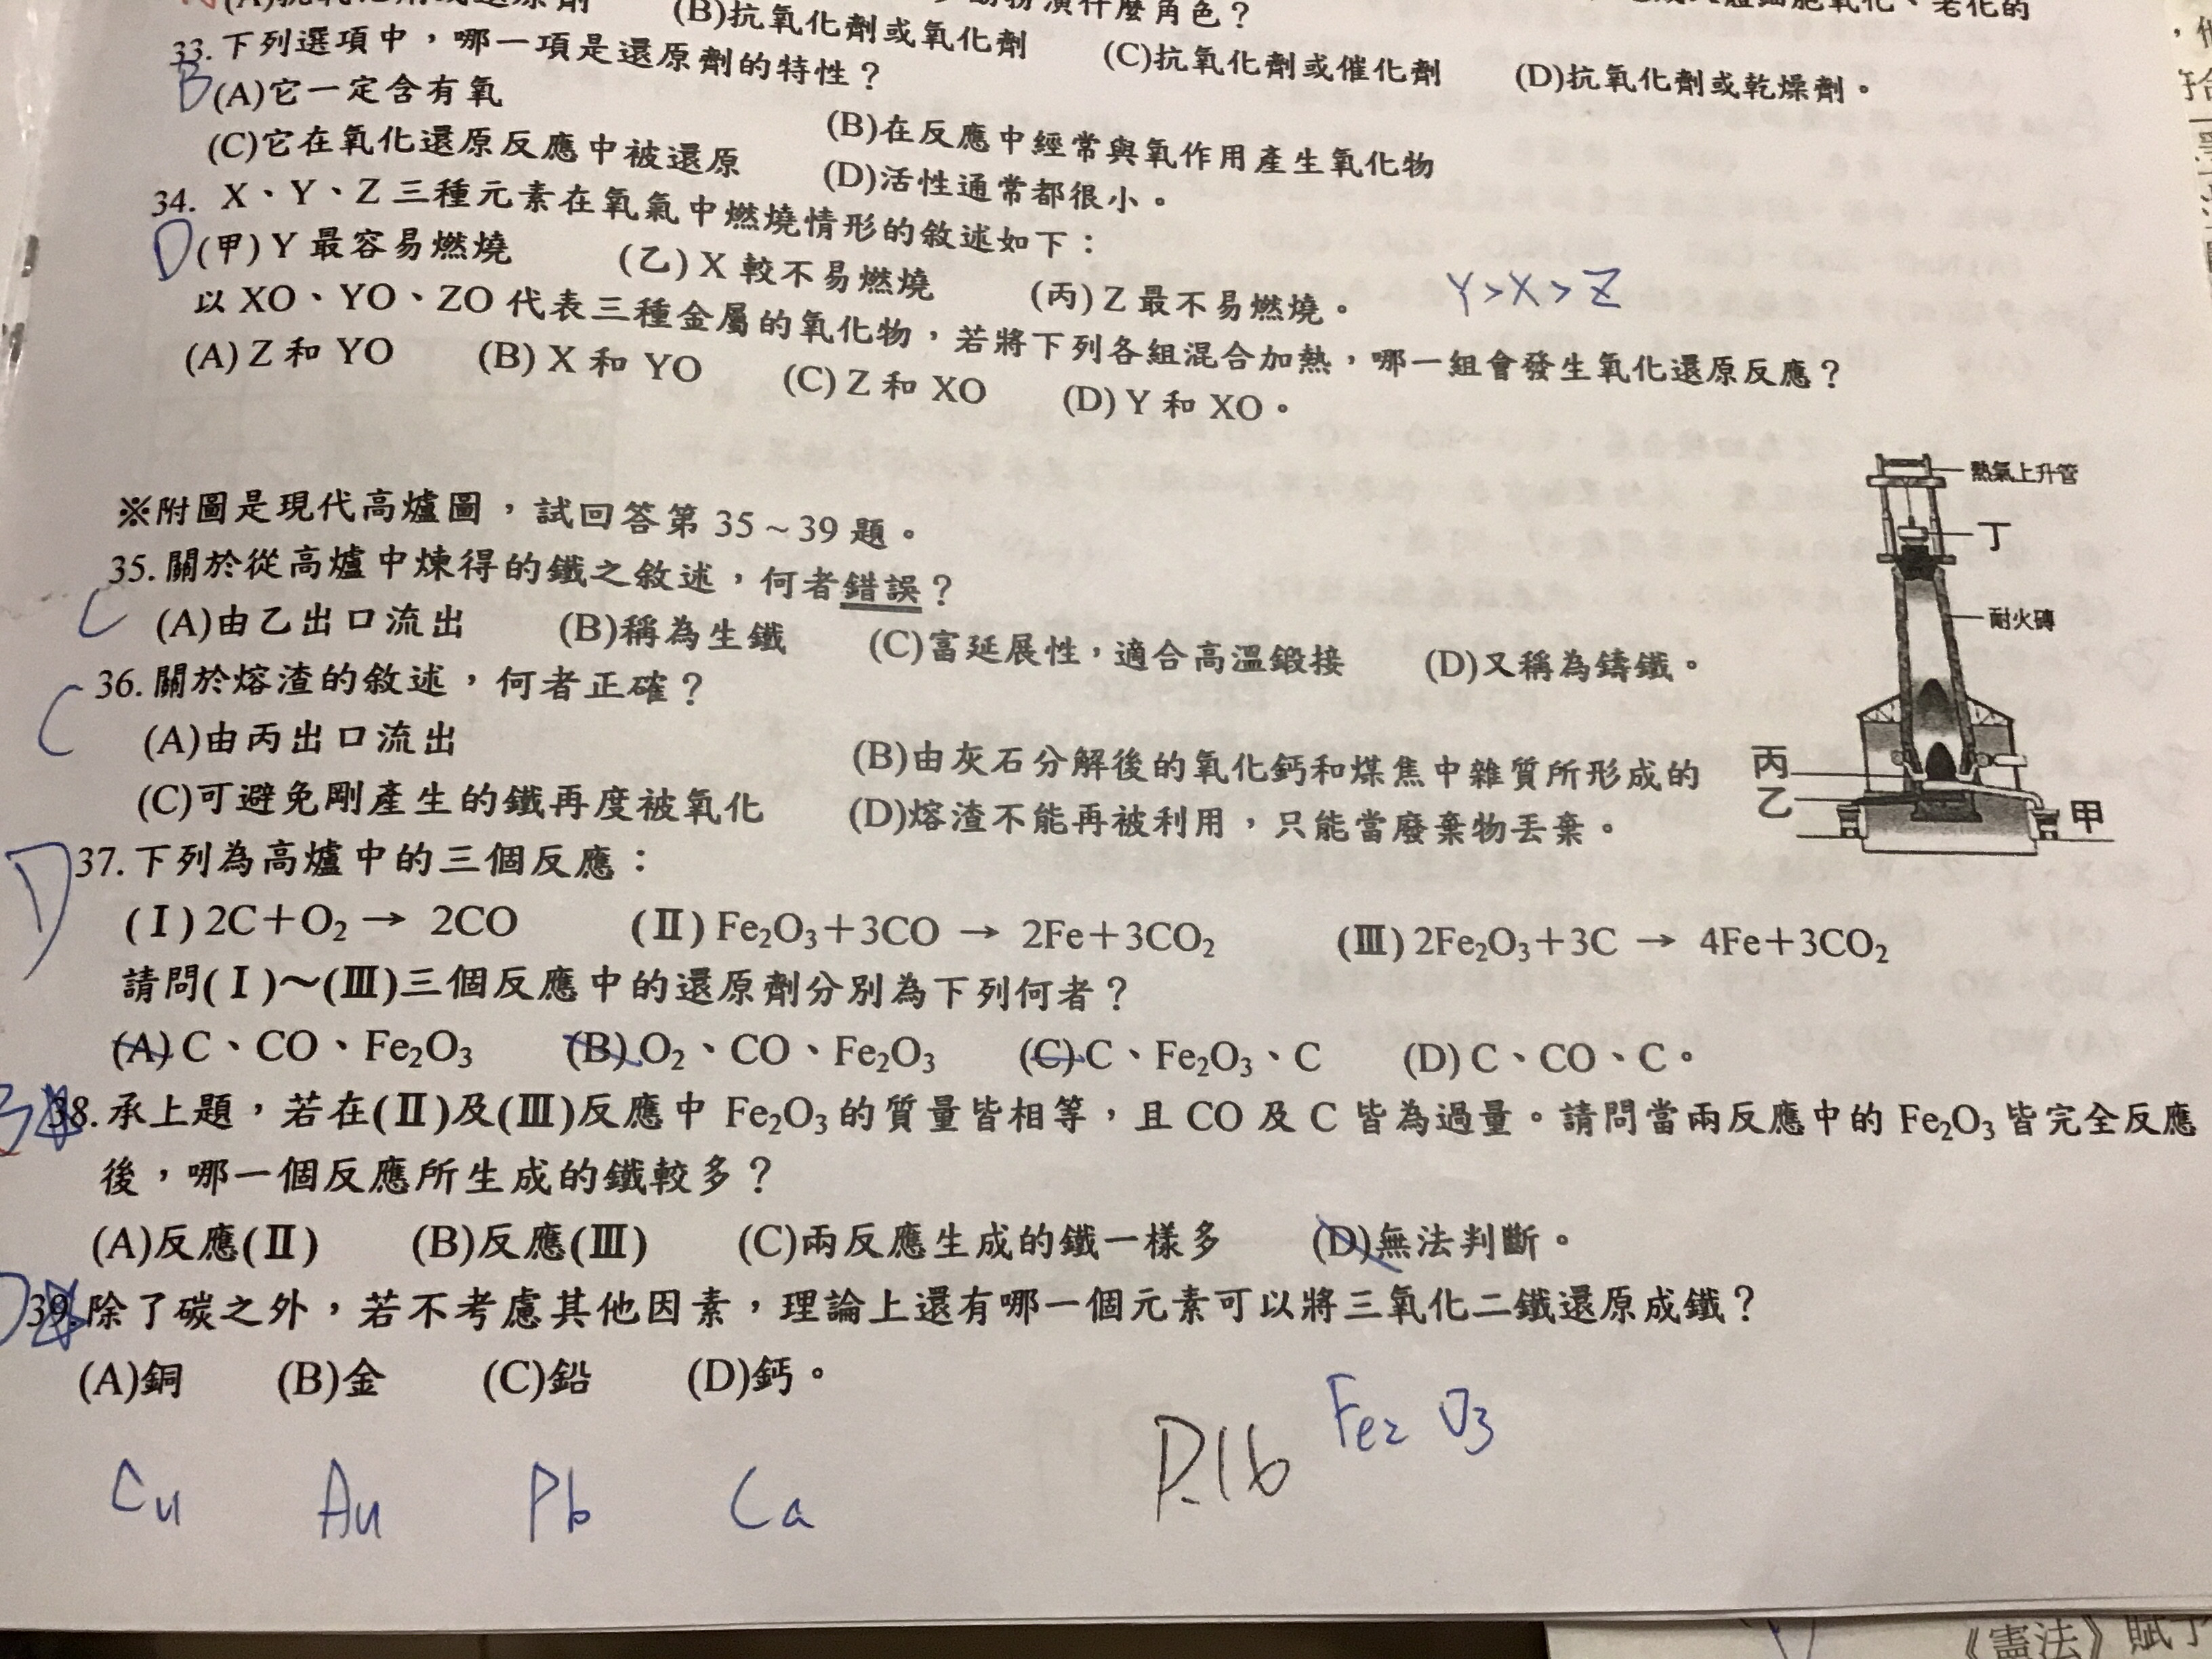 (B)抗氧化劑或氧化劑 (C)抗氧化劑或催化劑 (D)抗氧化劑或乾燥劑。
33.下列選項中，哪一項是還原劑的特性？
B
(A)它一定含有氧 (B)在反應中經常與氧作用產生氧化物
(C)它在氧化還原反應中被還原 (D)活性通常都很小。
34. X、Y、Z三種元素在氧氣中燃燒情形的敘述如下：
D
(甲)Y最容易燃燒 (乙)X較不易燃燒 (丙)Z最不易燃燒。 Y>X>Z
以XO、YO、ZO代表三種金屬的氧化物，若將下列各組混合加熱，哪一組會發生氧化還原反應？
(A) Z和YO (B) X和YO (C) Z和XO (D) Y和XO。
※附圖是現代高爐圖，試回答第35~39題。
35.關於從高爐中煉得的鐵之敘述，何者錯誤？
C
(A)由乙出口流出 (B)稱為生鐵 (C)富延展性，適合高溫鍛接 (D)又稱為鑄鐵。
36.關於熔渣的敘述，何者正確？
C
(A)由丙出口流出 (B)由灰石分解後的氧化鈣和煤焦中雜質所形成的
(C)可避免剛產生的鐵再度被氧化 (D)熔渣不能再被利用，只能當廢棄物丟棄。
熱氣上升管
丁
耐火磚
丙
乙
甲
D
37.下列為高爐中的三個反應：
(Ⅰ) 2C＋O₂→ 2CO (Ⅱ) Fe₂O₃＋3CO → 2Fe＋3CO₂ (Ⅲ) 2Fe₂O₃＋3C → 4Fe＋3CO₂
請問(Ⅰ)～(Ⅲ)三個反應中的還原劑分別為下列何者？
(A) C、CO、Fe₂O₃ (B) O₂、CO、Fe₂O₃ (C) C、Fe₂O₃、C (D) C、CO、C。
38.承上題，若在(Ⅱ)及(Ⅲ)反應中Fe₂O₃的質量皆相等，且CO及C皆為過量。請問當兩反應中的Fe₂O₃皆完全反應
後，哪一個反應所生成的鐵較多？
(A)反應(Ⅱ) (B)反應(Ⅲ) (C)兩反應生成的鐵一樣多 (D)無法判斷。
39.除了碳之外，若不考慮其他因素，理論上還有哪一個元素可以將三氧化二鐵還原成鐵？
(A)銅 (B)金 (C)鉛 (D)鈣。
Fe₂O₃
P.16
Cu Au Pb Ca
《憲法》賦予